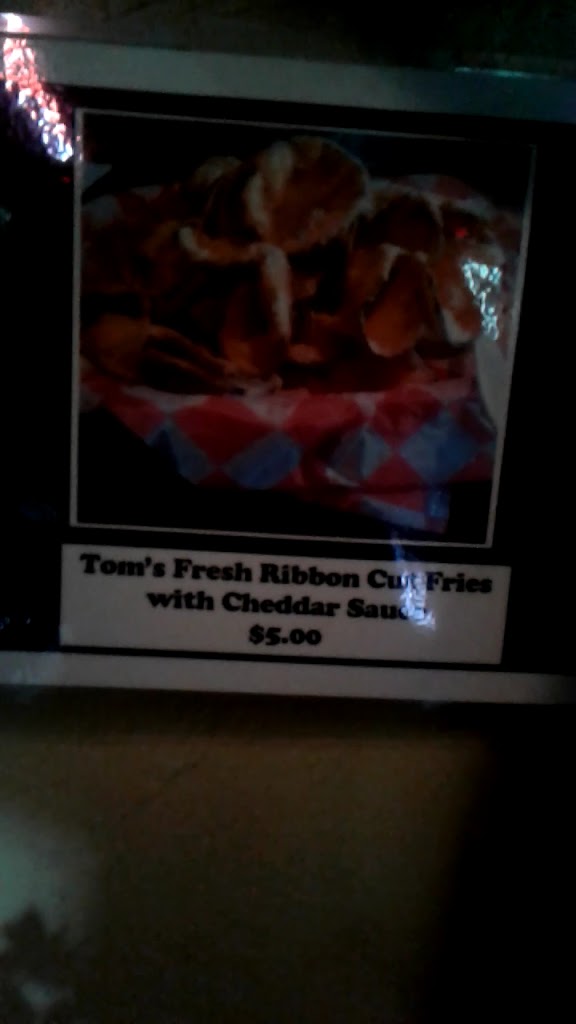 Tom's Fresh Ribbon Cut Fries
with Cheddar Sauce
$5.00